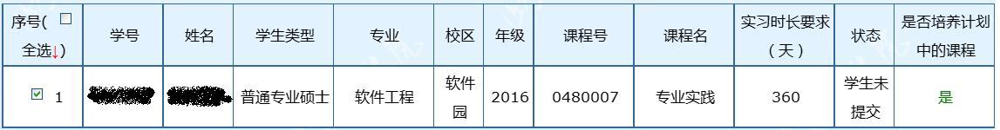 序号(
全选↓)
学号
姓名
学生类型
专业
校区
年级
课程号
课程名
实习时长要求
（天）
状态
是否培养计划
中的课程
1
普通专业硕士
软件工程
软件
园
2016
0480007
专业实践
360
学生未
提交
是